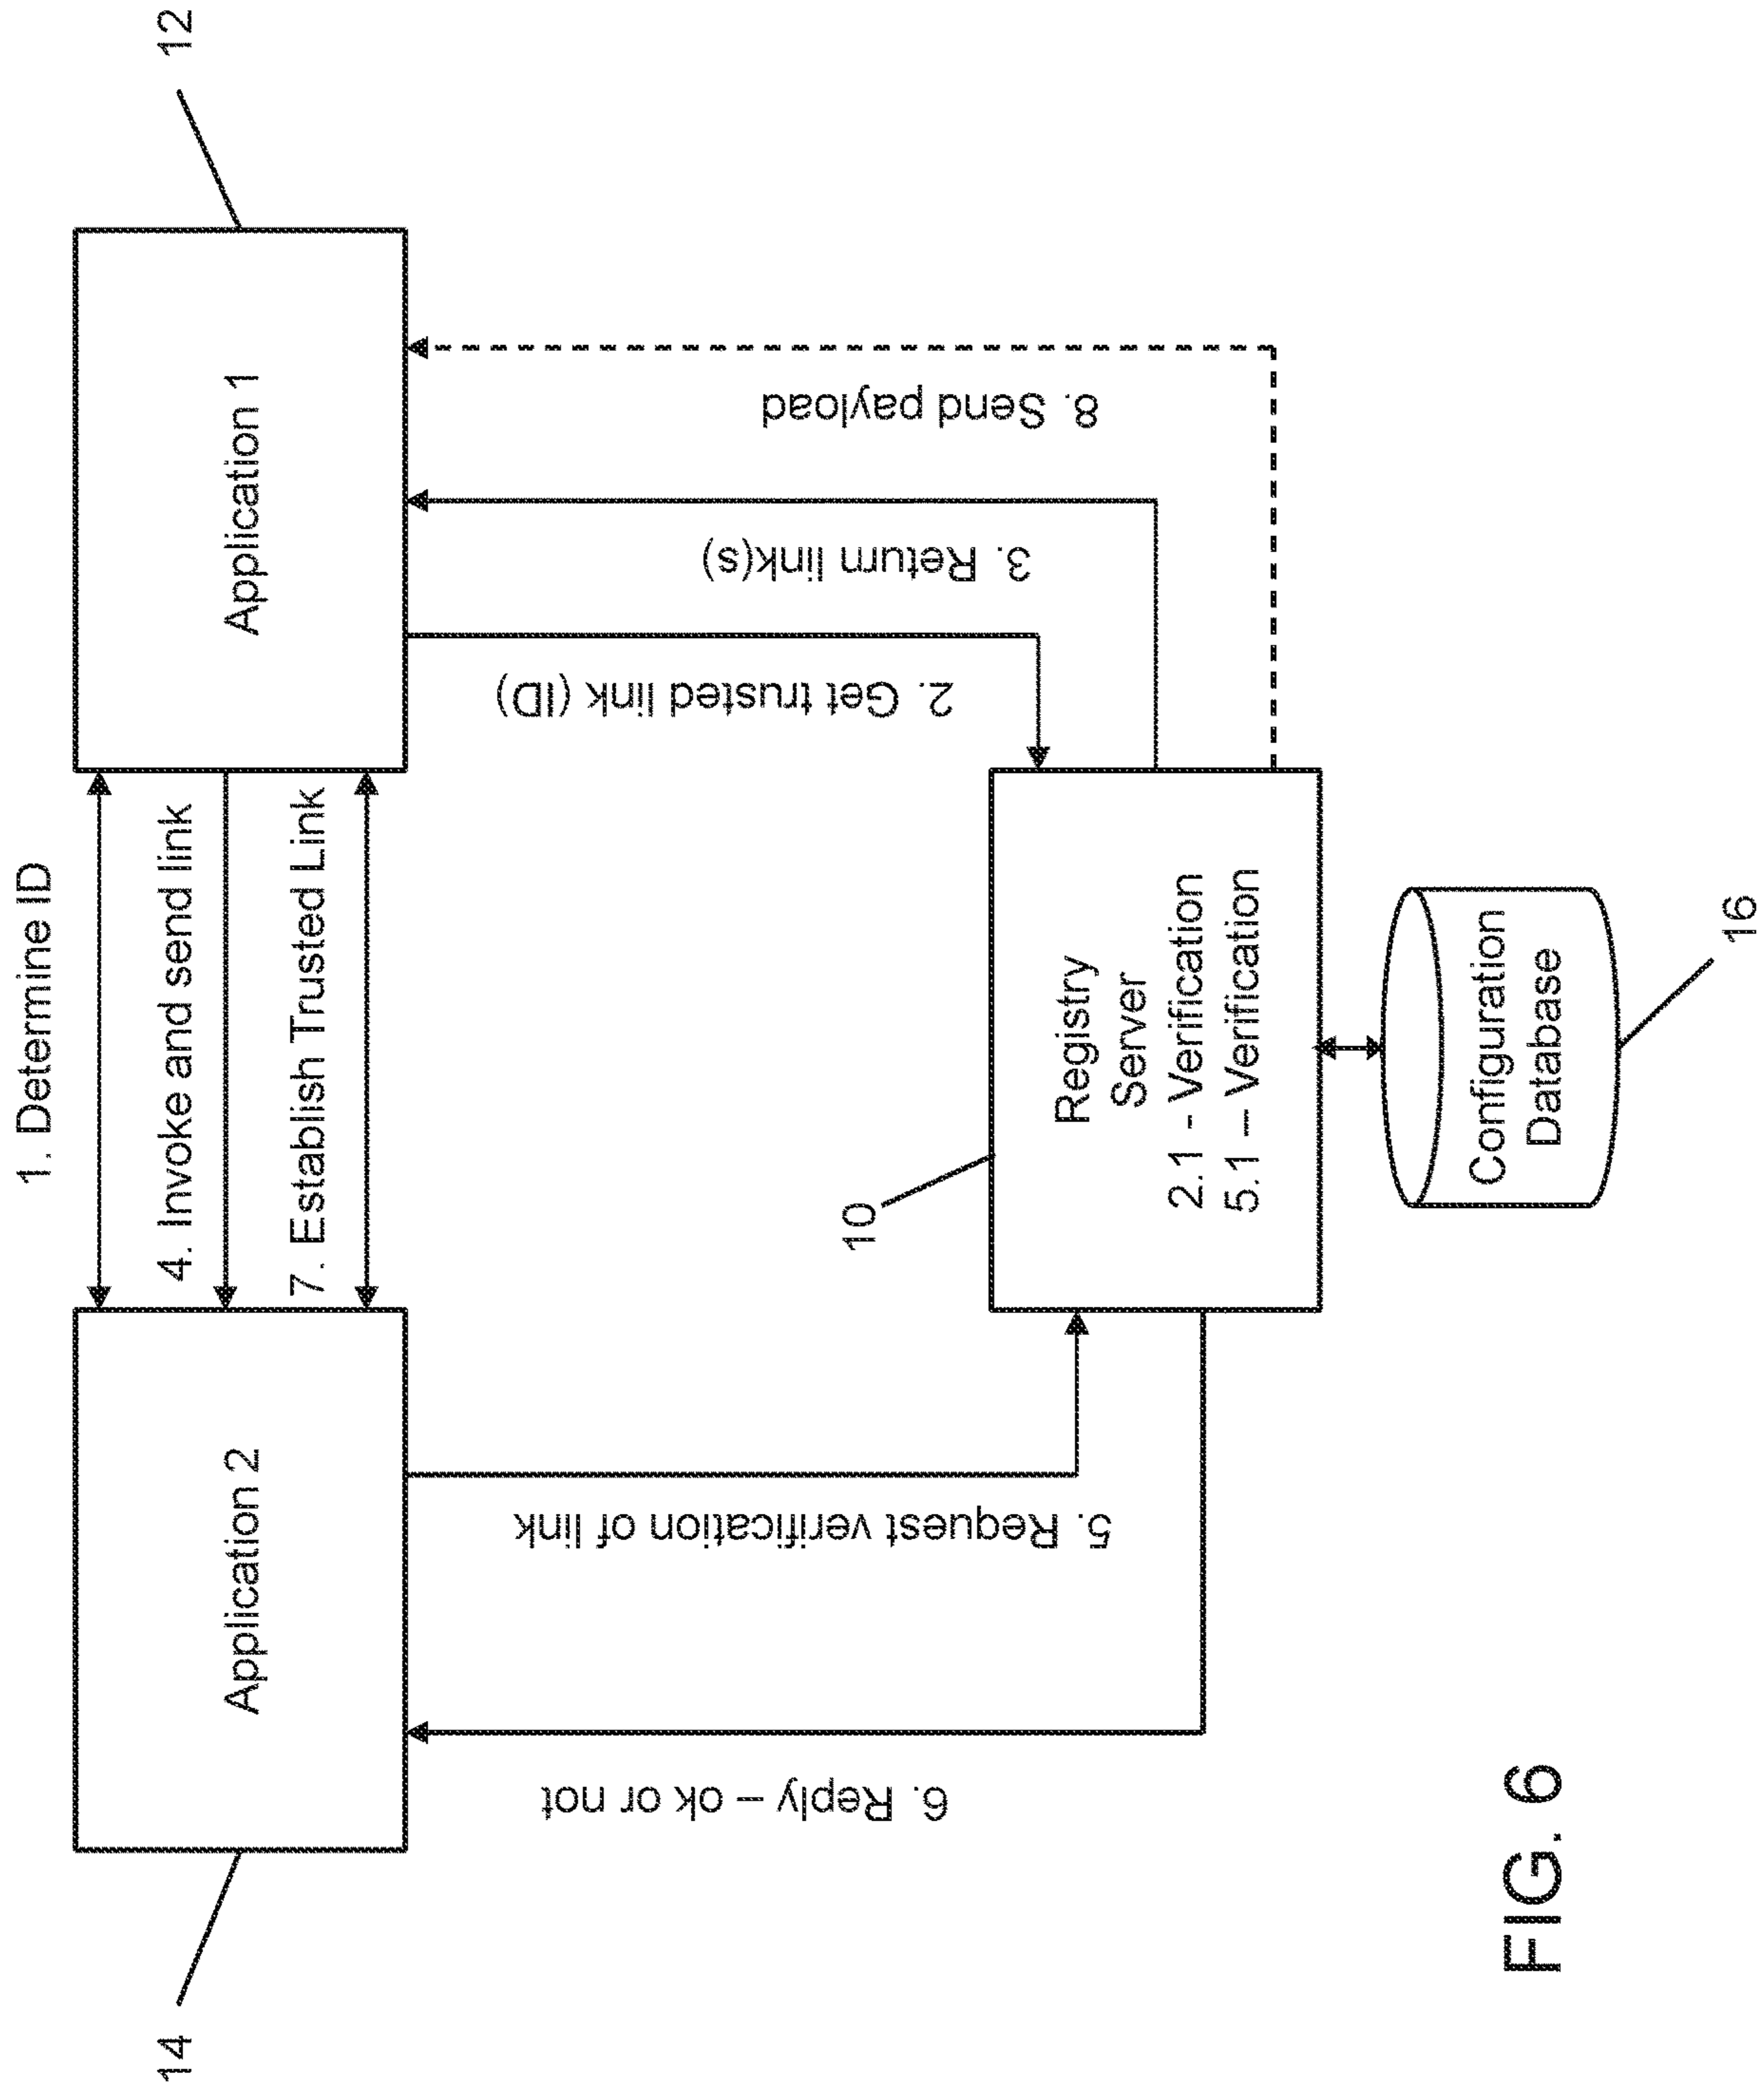 14
Application 2
1. Determine ID
4. Invoke and send link
7. Establish Trusted Link
Application 1
12
6. Reply – ok or not
5. Request verification of link
2. Get trusted link (ID)
3. Return link(s)
8. Send payload
10
Registry
Server
2.1 - Verification
5.1 – Verification
Configuration
Database
16
FIG. 6